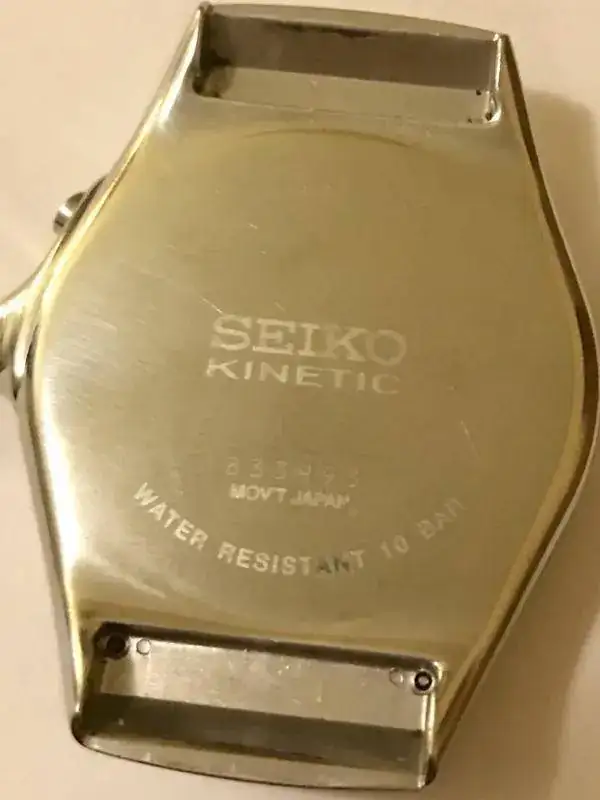 SEIKO
KINETIC
MOV'T JAPAN
WATER RESISTANT 10 BAR